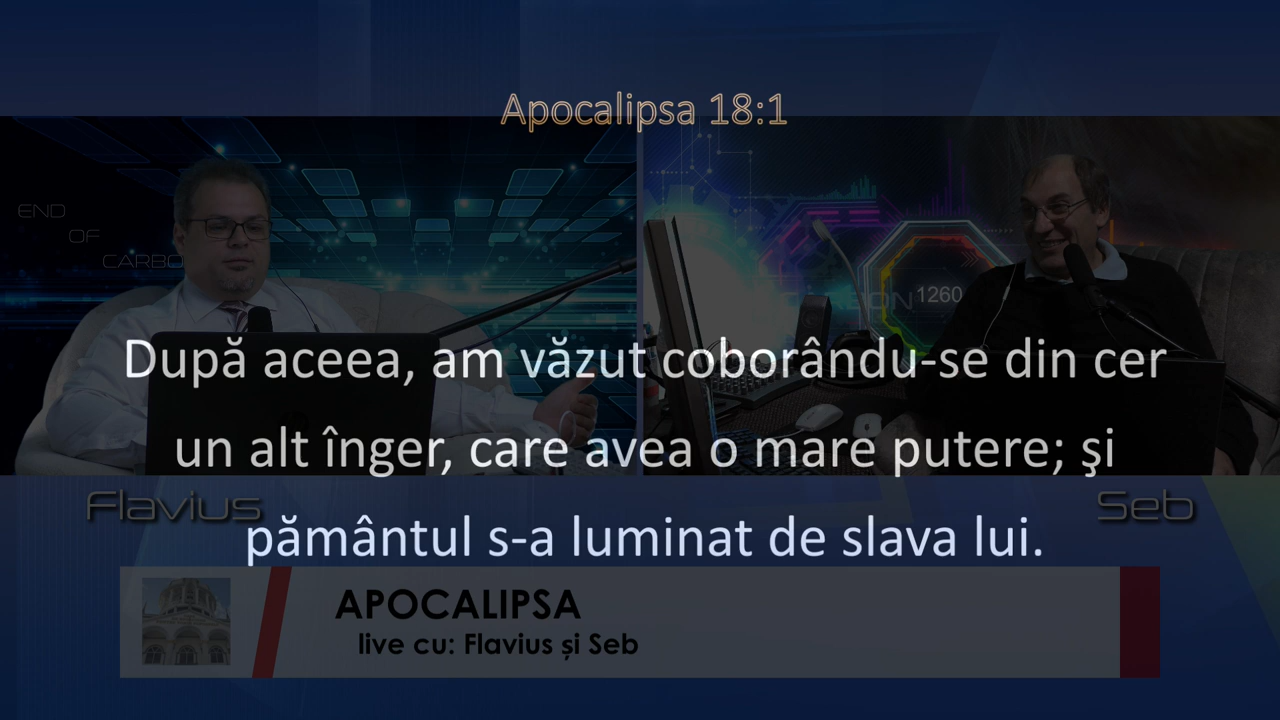 Apocalipsa 18:1
END
OF
CARBO
1260
După aceea, am văzut coborându-se din cer
un alt înger, care avea o mare putere; şi
pământul s-a luminat de slava lui.
Flavius
Seb
APOCALIPSA
live cu: Flavius și Seb